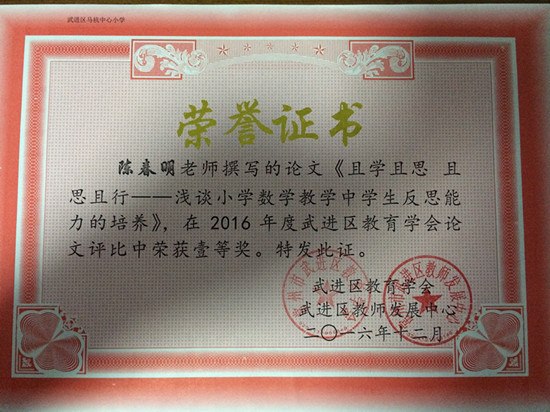 武进区马杭中心小学
荣誉证书
陈春明老师撰写的论文《且学且思 且
思且行——浅谈小学数学教学中学生反思能
力的培养》,在 2016 年度武进区教育学会论
文评比中荣获壹等奖。特发此证。
武进区教育学会
武进区教师发展中心
二〇一六年十二月